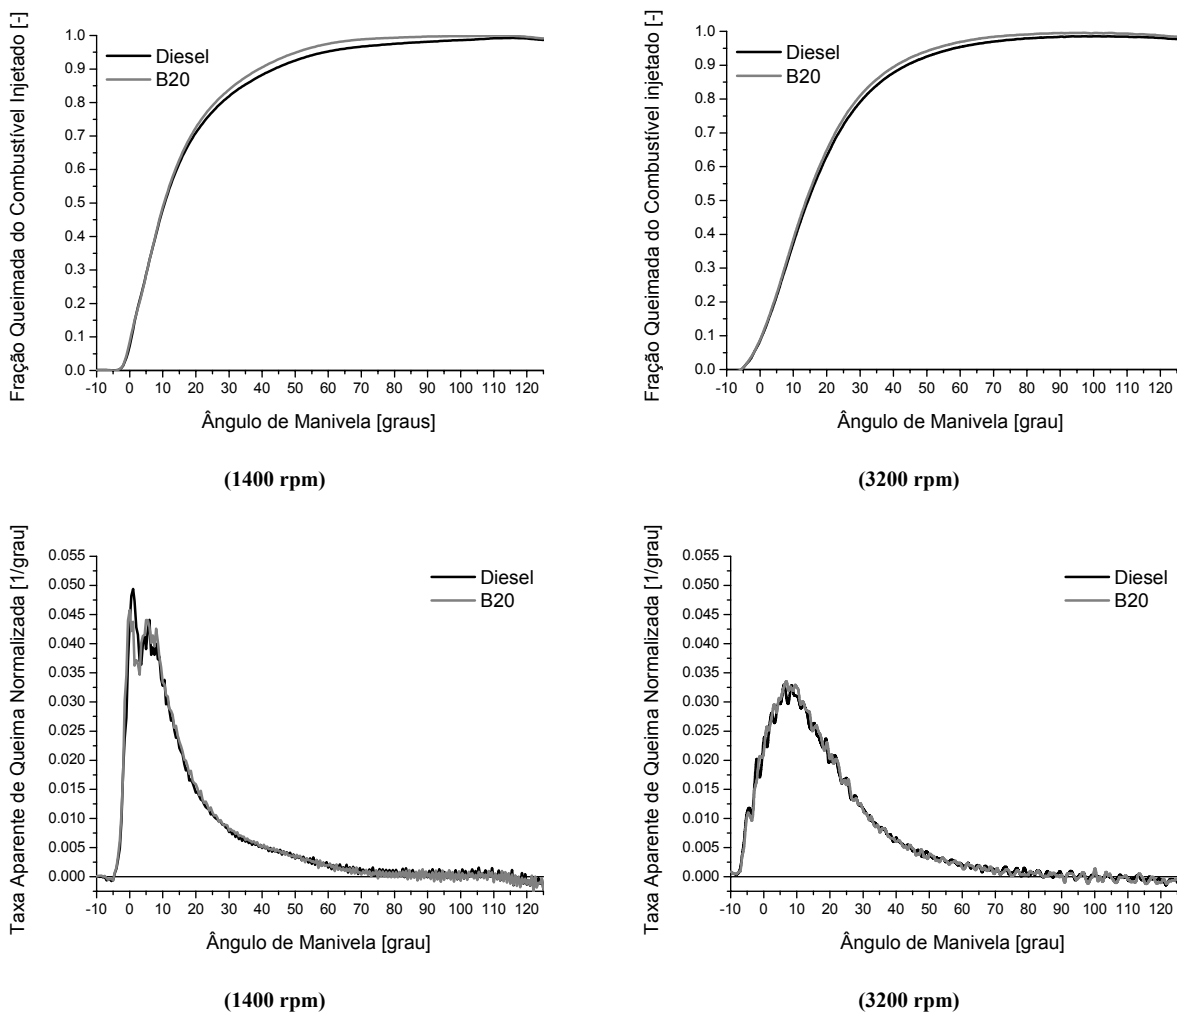 Fração Queimada do Combustível Injetado [-]
1.0
0.9
0.8
0.7
0.6
0.5
0.4
0.3
0.2
0.1
0.0
Diesel
B20
-10 0 10 20 30 40 50 60 70 80 90 100 110 120
Ângulo de Manivela [graus]
(1400 rpm)
Fração Queimada do Combustível injetado [-]
1.0
0.9
0.8
0.7
0.6
0.5
0.4
0.3
0.2
0.1
0.0
Diesel
B20
-10 0 10 20 30 40 50 60 70 80 90 100 110 120
Ângulo de Manivela [grau]
(3200 rpm)
Taxa Aparente de Queima Normalizada [1/grau]
0.055
0.050
0.045
0.040
0.035
0.030
0.025
0.020
0.015
0.010
0.005
0.000
Diesel
B20
-10 0 10 20 30 40 50 60 70 80 90 100 110 120
Ângulo de Manivela [grau]
(1400 rpm)
Taxa Aparente de Queima Normalizada [1/grau]
0.055
0.050
0.045
0.040
0.035
0.030
0.025
0.020
0.015
0.010
0.005
0.000
Diesel
B20
-10 0 10 20 30 40 50 60 70 80 90 100 110 120
Ângulo de Manivela [grau]
(3200 rpm)